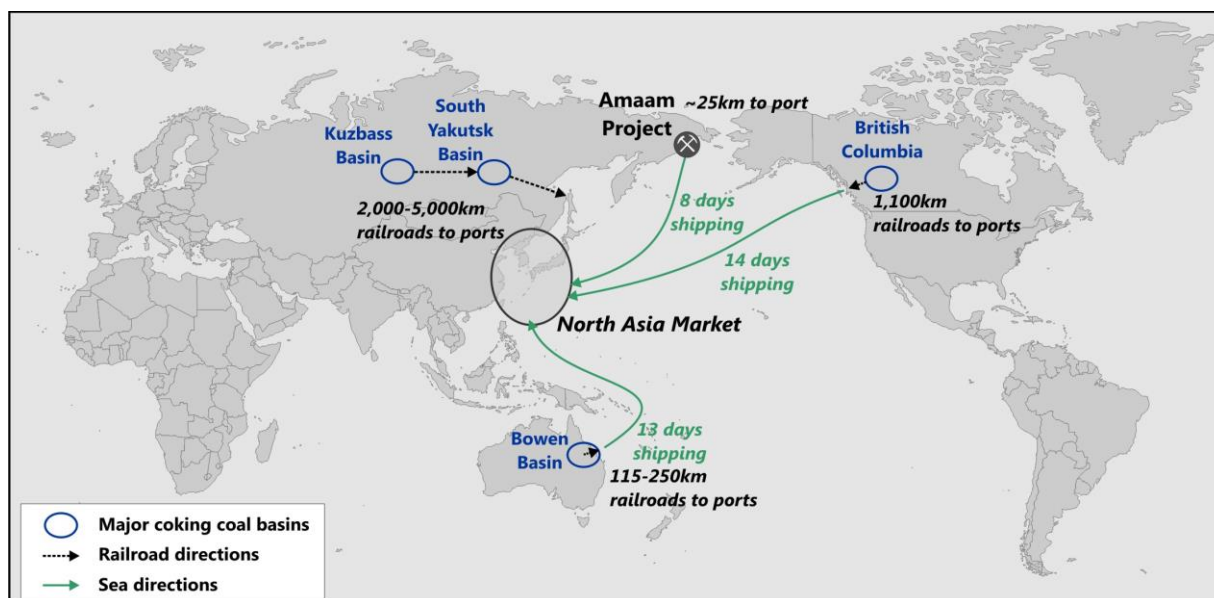 Amaam
Project
~25km to port
South
Yakutsk
Basin
Kuzbass
Basin
British
Columbia
2,000-5,000km
railroads to ports
8 days
shipping
1,100km
railroads to ports
14 days
shipping
North Asia Market
13 days
shipping
Bowen
Basin
115-250km
railroads to ports
Major coking coal basins
Railroad directions
Sea directions